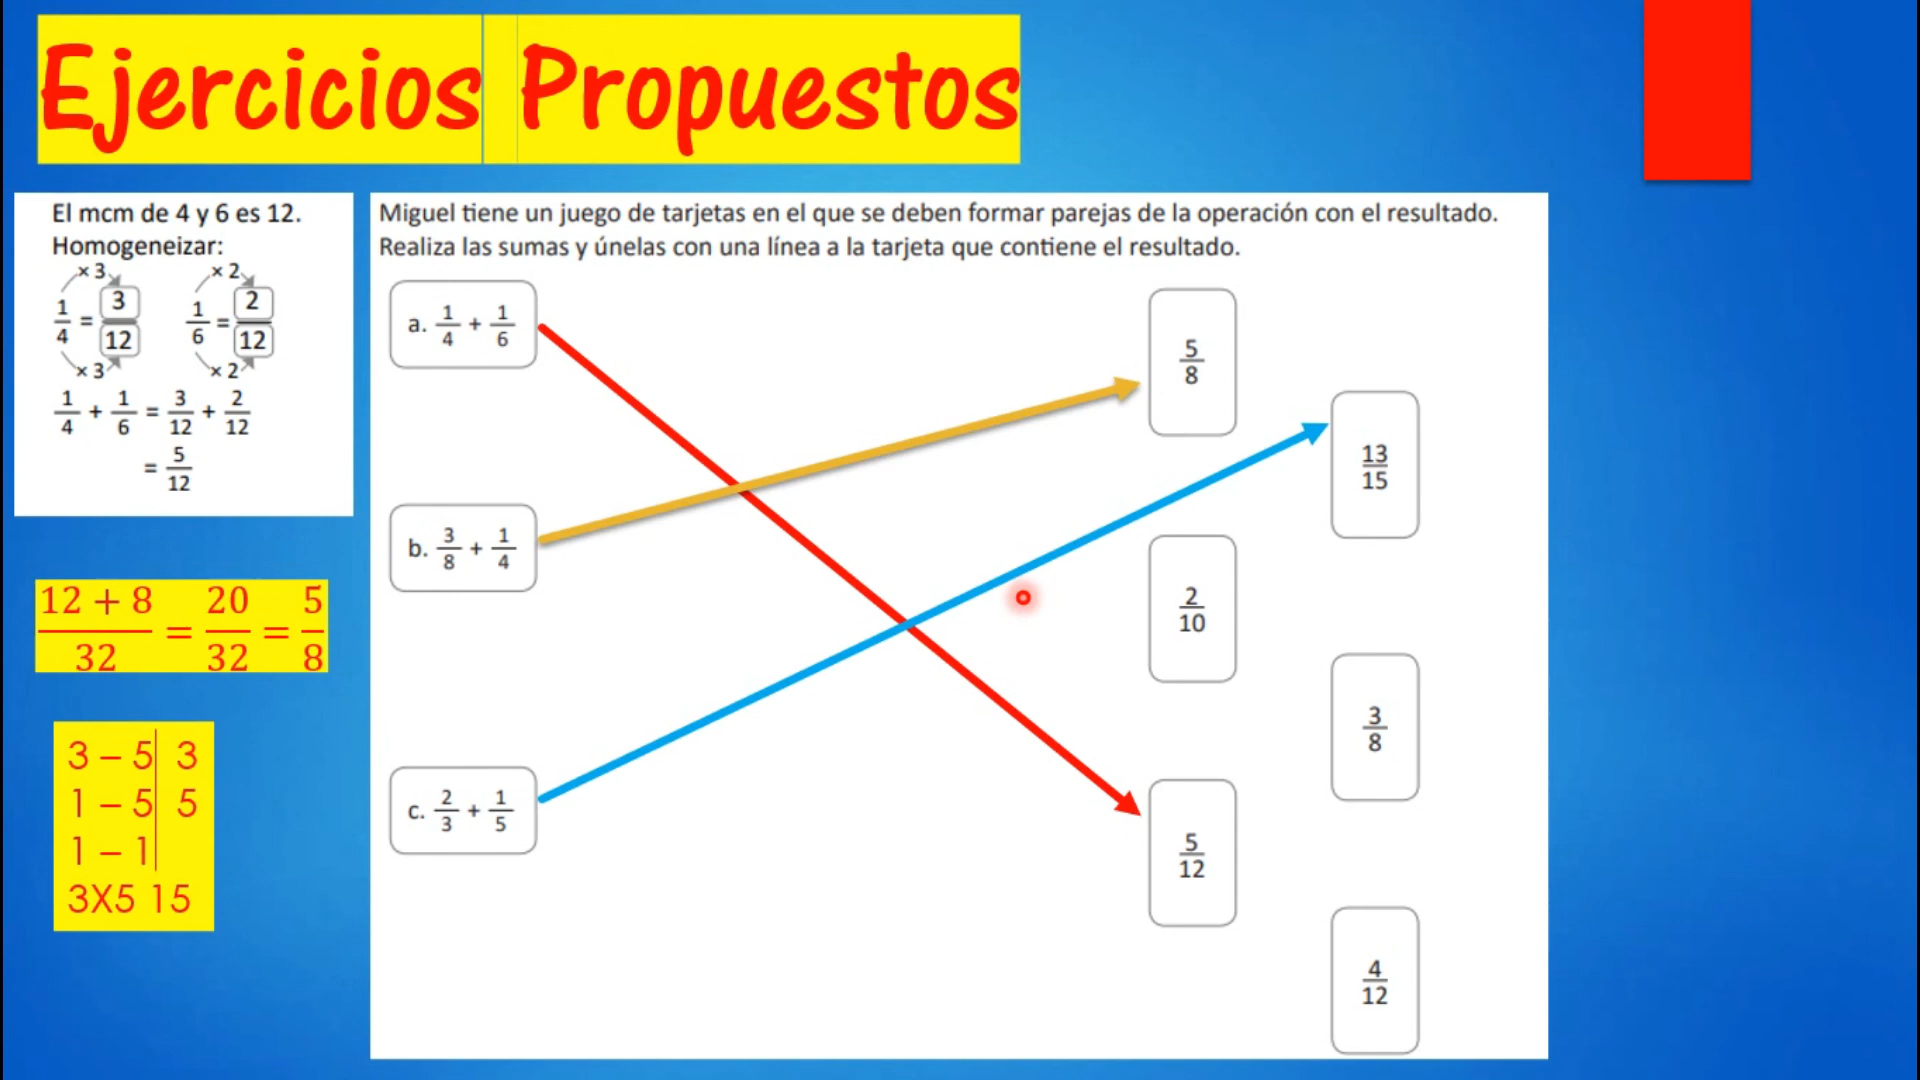 Ejercicios Propuestos
El mcm de 4 y 6 es 12.
Homogeneizar:
× 3 × 2
1/4 = 3/12 1/6 = 2/12
× 3 × 2
1/4 + 1/6 = 3/12 + 2/12
= 5/12
12 + 8/32 = 20/32 = 5/8
3 – 5 3
1 – 5 5
1 – 1
3X5 15
Miguel tiene un juego de tarjetas en el que se deben formar parejas de la operación con el resultado.
Realiza las sumas y únelas con una línea a la tarjeta que contiene el resultado.
a. 1/4 + 1/6
b. 3/8 + 1/4
c. 2/3 + 1/5
5/8
13/15
2/10
3/8
5/12
4/12